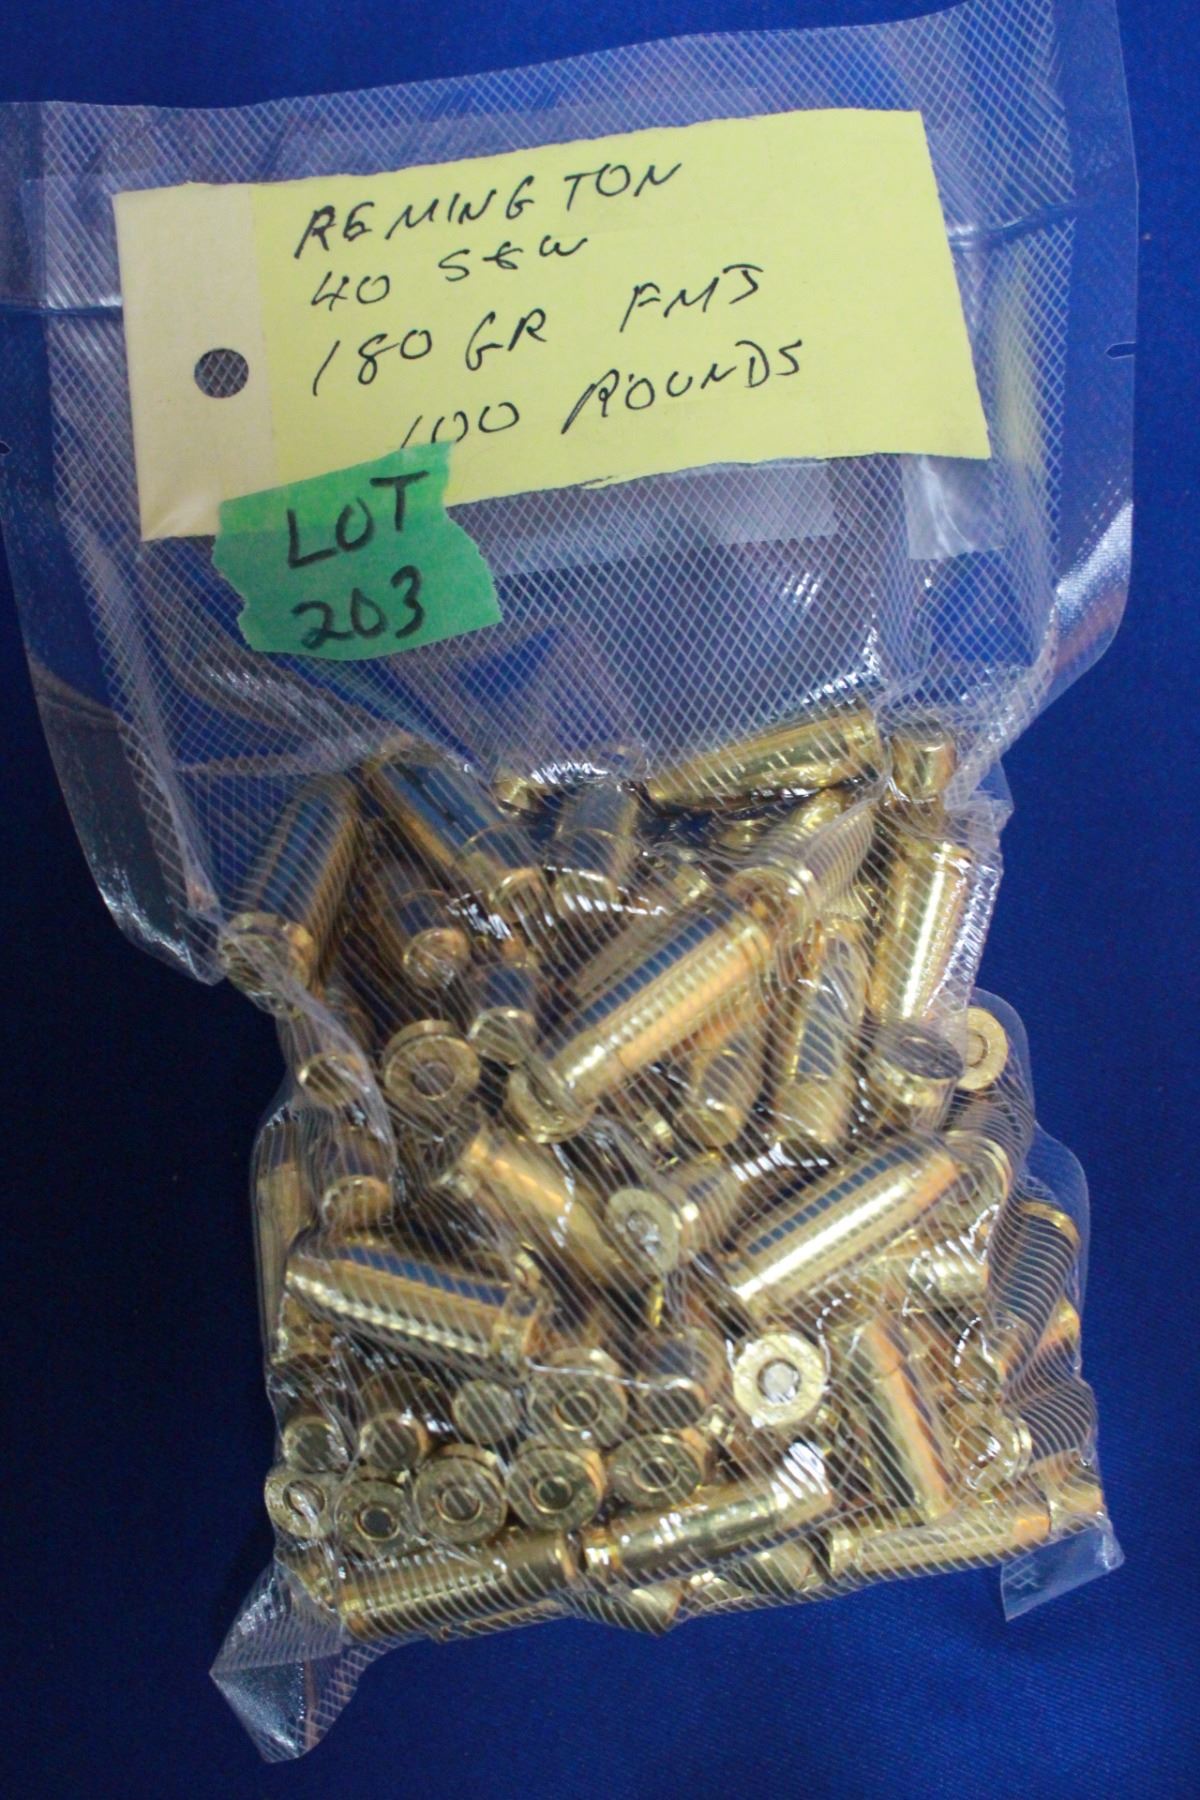 REMINGTON
40 S&W
180 GR FMJ
100 ROUNDS
LOT
203